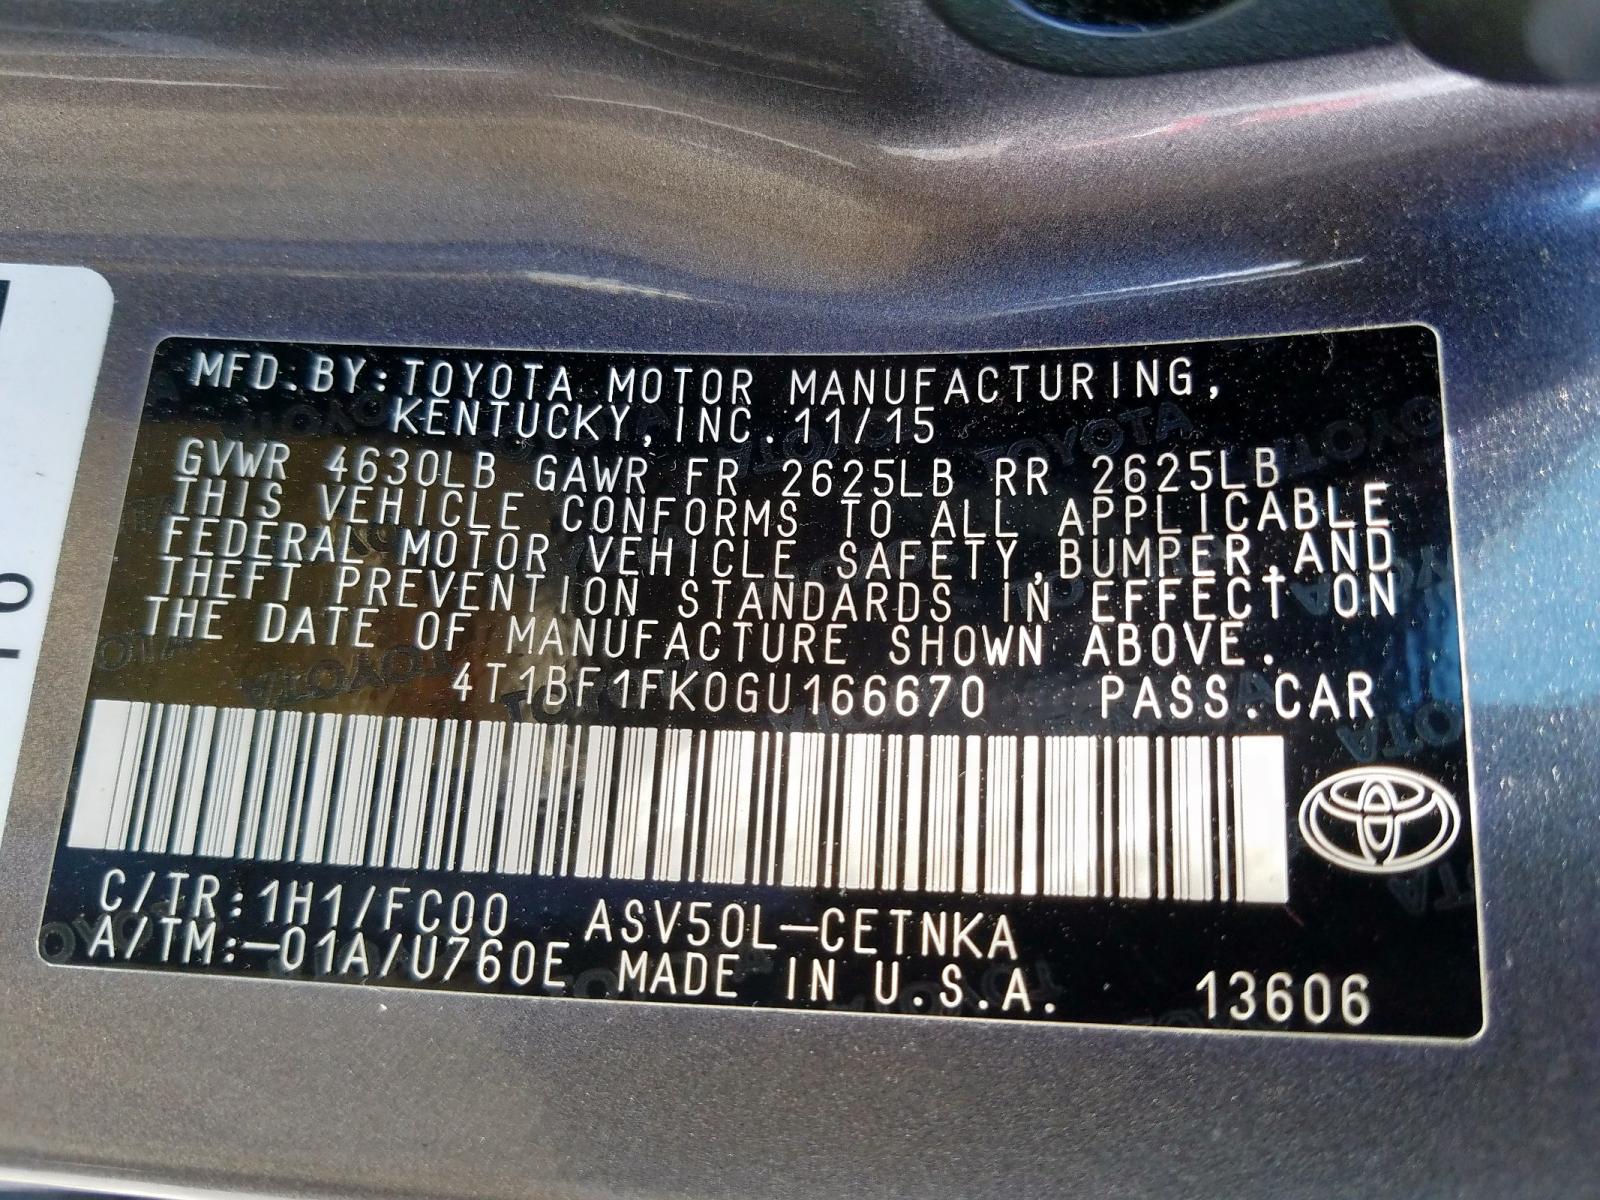 MFD.BY:TOYOTA MOTOR MANUFACTURING,
KENTUCKY,INC.11/15
GVWR 4630LB GAWR FR 2625LB RR 2625LB
THIS VEHICLE CONFORMS TO ALL APPLICABLE
FEDERAL MOTOR VEHICLE SAFETY,BUMPER,AND
THEFT PREVENTION STANDARDS IN EFFECT ON
THE DATE OF MANUFACTURE SHOWN ABOVE.
4T1BF1FK0GU166670 PASS.CAR
C/TR:1H1/FC00 ASV50L-CETNKA
A/TM:-01A/U760E MADE IN U.S.A. 13606